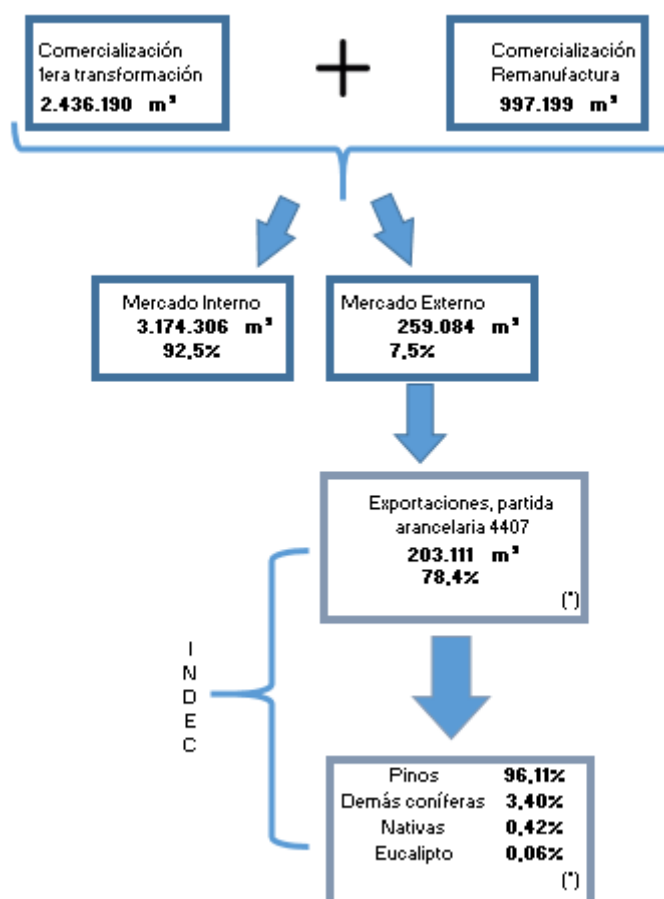 Comercialización
1era transformación
2.436.190 m³
Comercialización
Remanufactura
997.199 m³
Mercado Interno
3.174.306 m³
92,5%
Mercado Externo
259.084 m³
7,5%
Exportaciones, partida
arancelaria 4407
203.111 m³
78,4%
(*)
I
N
D
E
C
Pinos 96,11%
Demás coníferas 3,40%
Nativas 0,42%
Eucalipto 0,06%
(*)